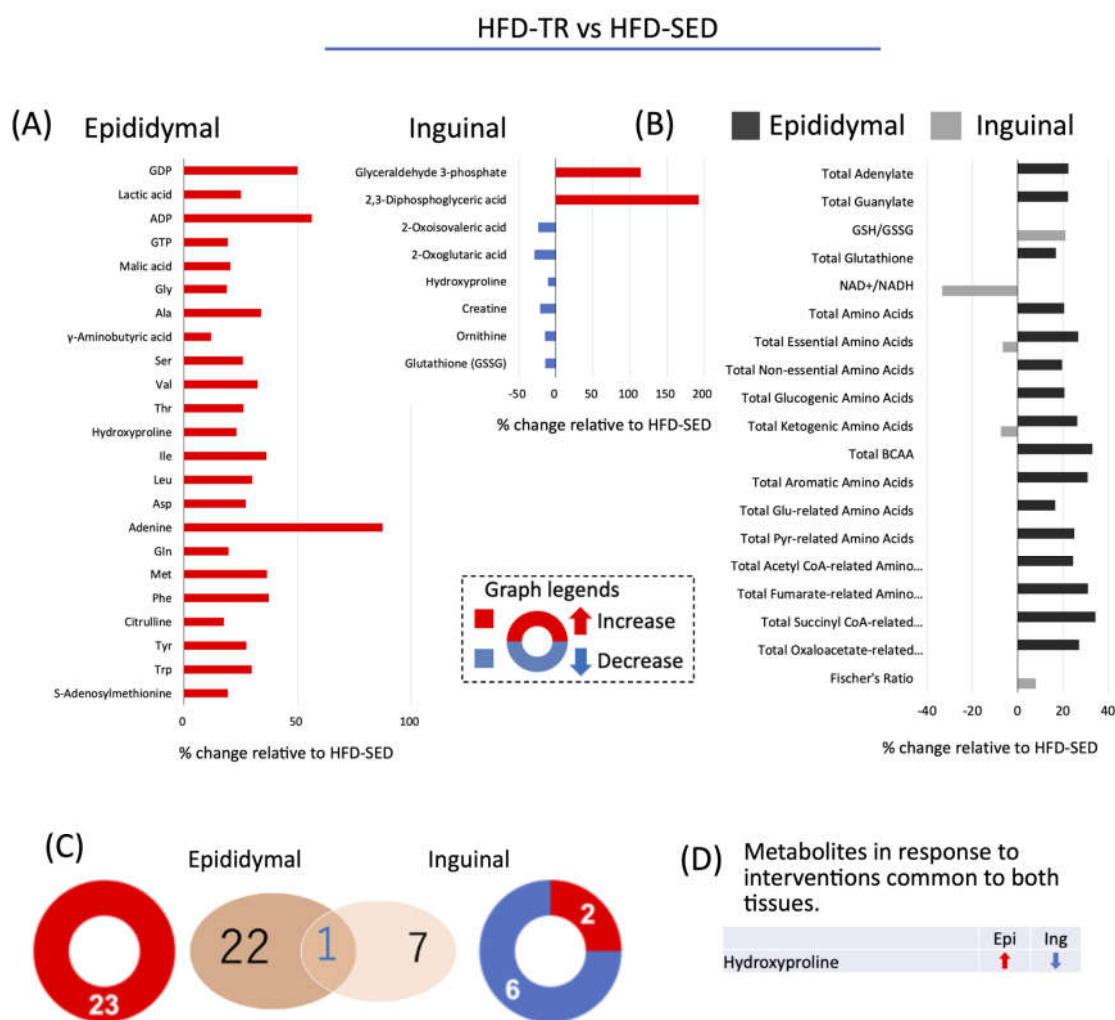 HFD-TR vs HFD-SED
(A)
Epididymal
GDP
Lactic acid
ADP
GTP
Malic acid
Gly
Ala
γ-Aminobutyric acid
Ser
Val
Thr
Hydroxyproline
Ile
Leu
Asp
Adenine
Gln
Met
Phe
Citrulline
Tyr
Trp
S-Adenosylmethionine
0 50 100
% change relative to HFD-SED
Inguinal
Glyceraldehyde 3-phosphate
2,3-Diphosphoglyceric acid
2-Oxoisovaleric acid
2-Oxoglutaric acid
Hydroxyproline
Creatine
Ornithine
Glutathione (GSSG)
-50 0 50 100 150 200
% change relative to HFD-SED
Graph legends
Increase
Decrease
(B)
Epididymal Inguinal
Total Adenylate
Total Guanylate
GSH/GSSG
Total Glutathione
NAD+/NADH
Total Amino Acids
Total Essential Amino Acids
Total Non-essential Amino Acids
Total Glucogenic Amino Acids
Total Ketogenic Amino Acids
Total BCAA
Total Aromatic Amino Acids
Total Glu-related Amino Acids
Total Pyr-related Amino Acids
Total Acetyl CoA-related Amino...
Total Fumarate-related Amino...
Total Succinyl CoA-related...
Total Oxaloacetate-related...
Fischer's Ratio
-40 -20 0 20 40
% change relative to HFD-SED
(C)
Epididymal Inguinal
23
22 1 7
2
6
(D)
Metabolites in response to
interventions common to both
tissues.
Epi Ing
Hydroxyproline